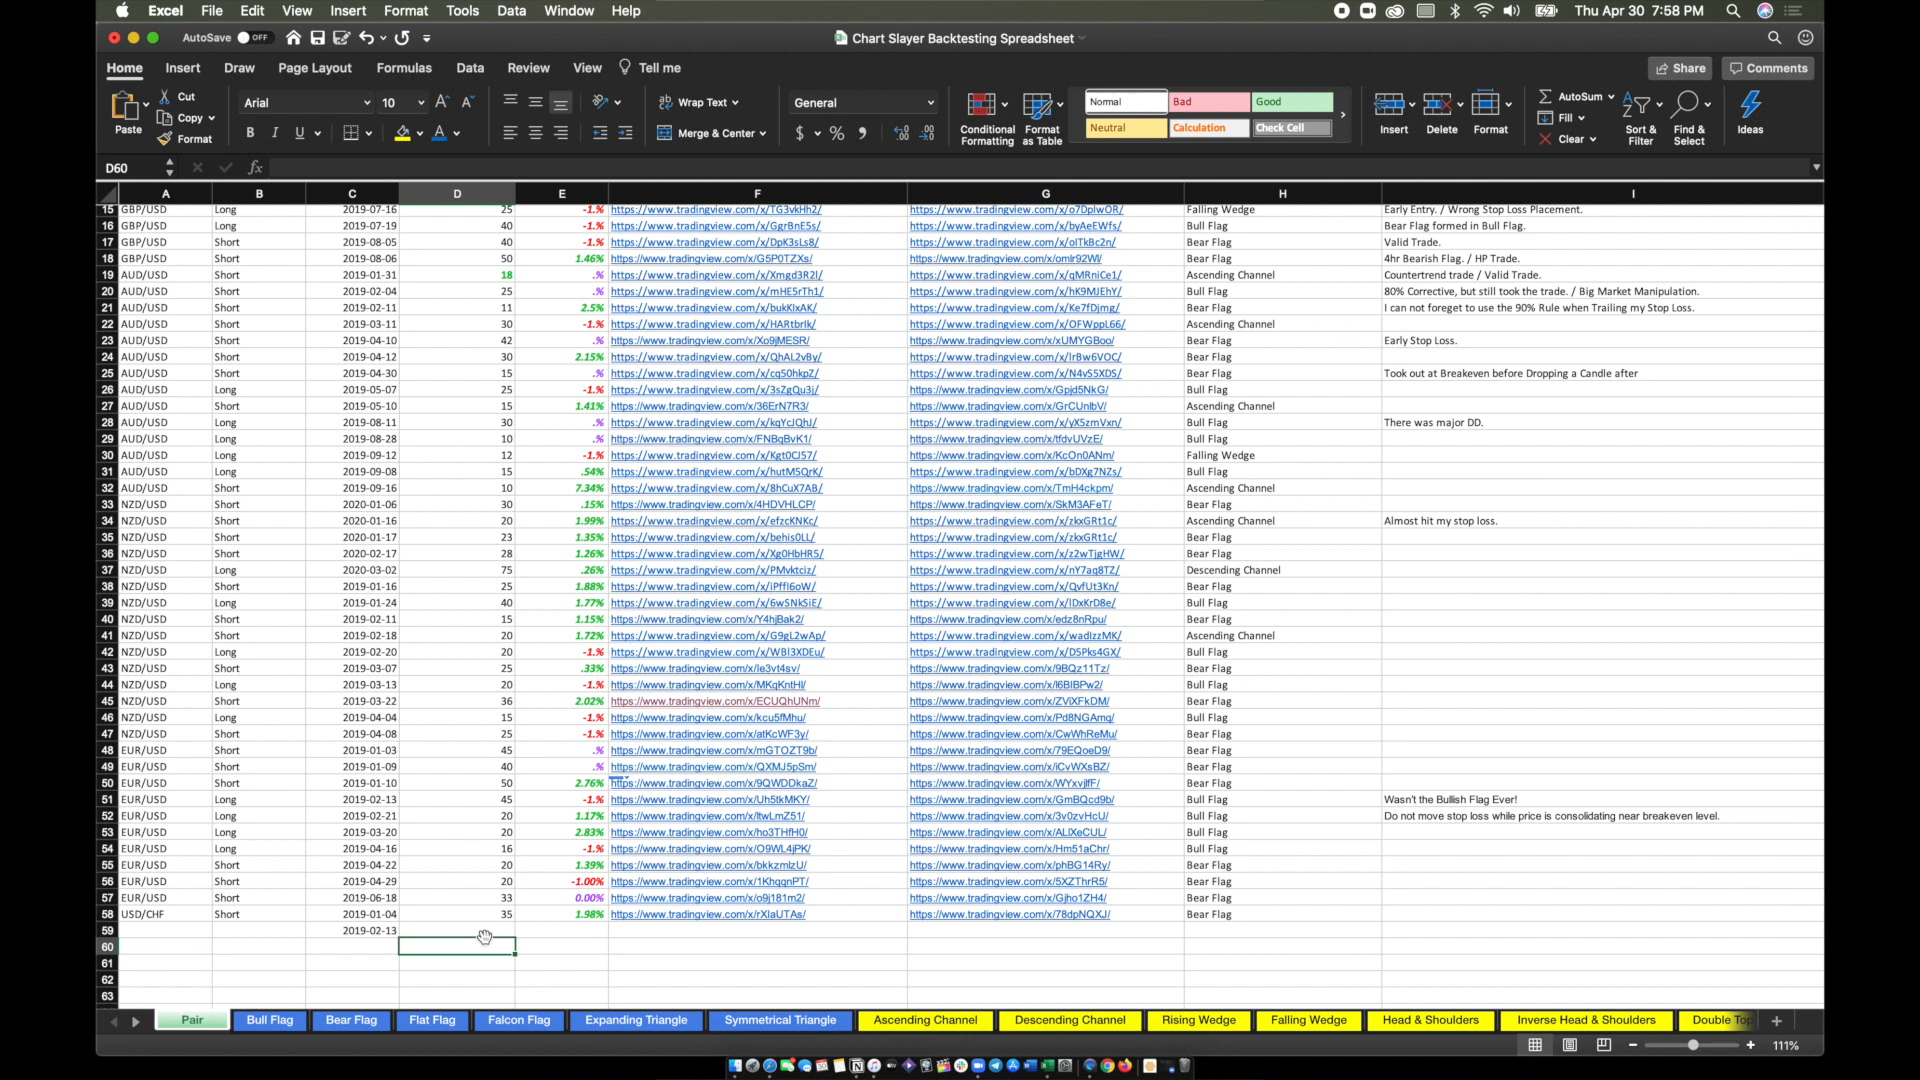 Excel File Edit View Insert Format Tools Data Window Help Thu Apr 30 7:58 PM
AutoSave OFF Chart Slayer Backtesting Spreadsheet
Home Insert Draw Page Layout Formulas Data Review View Tell me Share Comments
Paste Cut Copy Format Arial 10 Wrap Text Merge & Center General Conditional Formatting Format as Table Normal Bad Good Neutral Calculation Check Cell Insert Delete Format AutoSum Fill Clear Sort & Filter Find & Select Ideas
D60 fx
A B C D E F G H I
15 GBP/USD Long 2019-07-16 25 -1.% https://www.tradingview.com/x/TG3vkHh2/ https://www.tradingview.com/x/o7DplwOR/ Falling Wedge Early Entry. / Wrong Stop Loss Placement.
16 GBP/USD Long 2019-07-19 40 -1.% https://www.tradingview.com/x/GgrBnE5s/ https://www.tradingview.com/x/byAeEWfs/ Bull Flag Bear Flag formed in Bull Flag.
17 GBP/USD Short 2019-08-05 40 -1.% https://www.tradingview.com/x/DpK3sLs8/ https://www.tradingview.com/x/olTkBc2n/ Bear Flag Valid Trade.
18 GBP/USD Short 2019-08-06 50 1.46% https://www.tradingview.com/x/G5P0TZXs/ https://www.tradingview.com/x/omlr92Wl/ Bear Flag 4hr Bearish Flag. / HP Trade.
19 AUD/USD Short 2019-01-31 18 .% https://www.tradingview.com/x/Xmgd3R2l/ https://www.tradingview.com/x/qMRniCe1/ Ascending Channel Countertrend trade / Valid Trade.
20 AUD/USD Short 2019-02-04 25 .% https://www.tradingview.com/x/mHE5rTh1/ https://www.tradingview.com/x/hK9MJEhY/ Bull Flag 80% Corrective, but still took the trade. / Big Market Manipulation.
21 AUD/USD Short 2019-02-11 11 2.5% https://www.tradingview.com/x/bukKlxAK/ https://www.tradingview.com/x/Ke7fDjmg/ Bear Flag I can not foreget to use the 90% Rule when Trailing my Stop Loss.
22 AUD/USD Short 2019-03-11 30 -1.% https://www.tradingview.com/x/HARtbrlk/ https://www.tradingview.com/x/OFWppL66/ Ascending Channel
23 AUD/USD Short 2019-04-10 42 .% https://www.tradingview.com/x/Xo9jMESR/ https://www.tradingview.com/x/xUMYGBoo/ Bear Flag Early Stop Loss.
24 AUD/USD Short 2019-04-12 30 2.15% https://www.tradingview.com/x/QhAL2vBy/ https://www.tradingview.com/x/lrBw6VOC/ Bear Flag
25 AUD/USD Short 2019-04-30 15 .% https://www.tradingview.com/x/cq50hkpZ/ https://www.tradingview.com/x/N4vS5XDS/ Bear Flag Took out at Breakeven before Dropping a Candle after
26 AUD/USD Long 2019-05-07 25 -1.% https://www.tradingview.com/x/3sZgQu3j/ https://www.tradingview.com/x/Gpjd5NkG/ Bull Flag
27 AUD/USD Short 2019-05-10 15 1.41% https://www.tradingview.com/x/36ErN7R3/ https://www.tradingview.com/x/GrCUnlbV/ Ascending Channel
28 AUD/USD Long 2019-08-11 30 .% https://www.tradingview.com/x/kqYcJQhJ/ https://www.tradingview.com/x/yX5zmVxn/ Bull Flag There was major DD.
29 AUD/USD Long 2019-08-28 10 .% https://www.tradingview.com/x/FNBqBvK1/ https://www.tradingview.com/x/tfdvUVzE/ Bull Flag
30 AUD/USD Long 2019-09-12 12 -1.% https://www.tradingview.com/x/Kgt0CJ57/ https://www.tradingview.com/x/KcOn0ANm/ Falling Wedge
31 AUD/USD Long 2019-09-08 15 .54% https://www.tradingview.com/x/hutM5QrK/ https://www.tradingview.com/x/bDXg7NZs/ Bull Flag
32 AUD/USD Short 2019-09-16 10 7.34% https://www.tradingview.com/x/8hCuX7AB/ https://www.tradingview.com/x/TmH4ckpm/ Ascending Channel
33 NZD/USD Short 2020-01-06 30 .15% https://www.tradingview.com/x/4HDVHLCP/ https://www.tradingview.com/x/SkM3AFeT/ Bear Flag
34 NZD/USD Short 2020-01-16 20 1.99% https://www.tradingview.com/x/efzcKNKc/ https://www.tradingview.com/x/zkxGRt1c/ Ascending Channel Almost hit my stop loss.
35 NZD/USD Short 2020-01-17 23 1.35% https://www.tradingview.com/x/behis0LL/ https://www.tradingview.com/x/zkxGRt1c/ Bear Flag
36 NZD/USD Short 2020-02-17 28 1.26% https://www.tradingview.com/x/Xg0HbHR5/ https://www.tradingview.com/x/z2wTjgHW/ Bear Flag
37 NZD/USD Long 2020-03-02 75 .26% https://www.tradingview.com/x/PMvktciz/ https://www.tradingview.com/x/nY7aq8TZ/ Descending Channel
38 NZD/USD Short 2019-01-16 25 1.88% https://www.tradingview.com/x/iPffl6oW/ https://www.tradingview.com/x/QvfUt3Kn/ Bear Flag
39 NZD/USD Long 2019-01-24 40 1.77% https://www.tradingview.com/x/6wSNkSiE/ https://www.tradingview.com/x/lDxKrD8e/ Bull Flag
40 NZD/USD Short 2019-02-11 15 1.15% https://www.tradingview.com/x/Y4hjBak2/ https://www.tradingview.com/x/edz8nRpu/ Bear Flag
41 NZD/USD Short 2019-02-18 20 1.72% https://www.tradingview.com/x/G9gL2wAp/ https://www.tradingview.com/x/wadlzzMK/ Ascending Channel
42 NZD/USD Long 2019-02-20 20 -1.% https://www.tradingview.com/x/WBl3XDEu/ https://www.tradingview.com/x/D5Pks4GX/ Bull Flag
43 NZD/USD Short 2019-03-07 25 .33% https://www.tradingview.com/x/Ie3vt4sv/ https://www.tradingview.com/x/9BQz11Tz/ Bear Flag
44 NZD/USD Long 2019-03-13 20 -1.% https://www.tradingview.com/x/MKqKntHl/ https://www.tradingview.com/x/l6BlBPw2/ Bull Flag
45 NZD/USD Short 2019-03-22 36 2.02% https://www.tradingview.com/x/ECUQhUNm/ https://www.tradingview.com/x/ZViXFkDM/ Bear Flag
46 NZD/USD Long 2019-04-04 15 -1.% https://www.tradingview.com/x/kcu5fMhu/ https://www.tradingview.com/x/Pd8NGAmq/ Bull Flag
47 NZD/USD Short 2019-04-08 25 -1.% https://www.tradingview.com/x/atKcWF3y/ https://www.tradingview.com/x/CwWhReMu/ Bear Flag
48 EUR/USD Short 2019-01-03 45 .% https://www.tradingview.com/x/mGTOZT9b/ https://www.tradingview.com/x/79EQoeD9/ Bear Flag
49 EUR/USD Short 2019-01-09 40 .% https://www.tradingview.com/x/QXMJ5pSm/ https://www.tradingview.com/x/iCvWXsBZ/ Bear Flag
50 EUR/USD Short 2019-01-10 50 2.76% https://www.tradingview.com/x/9QWDDkaZ/ https://www.tradingview.com/x/WYxvjlfF/ Bear Flag
51 EUR/USD Long 2019-02-13 45 -1.% https://www.tradingview.com/x/Uh5tkMKY/ https://www.tradingview.com/x/GmBQcd9b/ Bull Flag Wasn't the Bullish Flag Ever!
52 EUR/USD Long 2019-02-21 20 1.17% https://www.tradingview.com/x/ltwLmZ51/ https://www.tradingview.com/x/3v0zvHcU/ Bull Flag Do not move stop loss while price is consolidating near breakeven level.
53 EUR/USD Long 2019-03-20 20 2.83% https://www.tradingview.com/x/ho3THfH0/ https://www.tradingview.com/x/ALlXeCUL/ Bull Flag
54 EUR/USD Long 2019-04-16 16 -1.% https://www.tradingview.com/x/O9WL4jPK/ https://www.tradingview.com/x/Hm51aChr/ Bull Flag
55 EUR/USD Short 2019-04-22 20 1.39% https://www.tradingview.com/x/bkkzmlzU/ https://www.tradingview.com/x/phBG14Ry/ Bear Flag
56 EUR/USD Short 2019-04-29 20 -1.00% https://www.tradingview.com/x/1KhqqnPT/ https://www.tradingview.com/x/5XZThrR5/ Bear Flag
57 EUR/USD Short 2019-06-18 33 0.00% https://www.tradingview.com/x/o9j181m2/ https://www.tradingview.com/x/Gjho1ZH4/ Bear Flag
58 USD/CHF Short 2019-01-04 35 1.98% https://www.tradingview.com/x/rXlaUTAs/ https://www.tradingview.com/x/78dpNQXJ/ Bear Flag
59 2019-02-13
60
61
62
63
Pair Bull Flag Bear Flag Flat Flag Falcon Flag Expanding Triangle Symmetrical Triangle Ascending Channel Descending Channel Rising Wedge Falling Wedge Head & Shoulders Inverse Head & Shoulders Double Top
111%